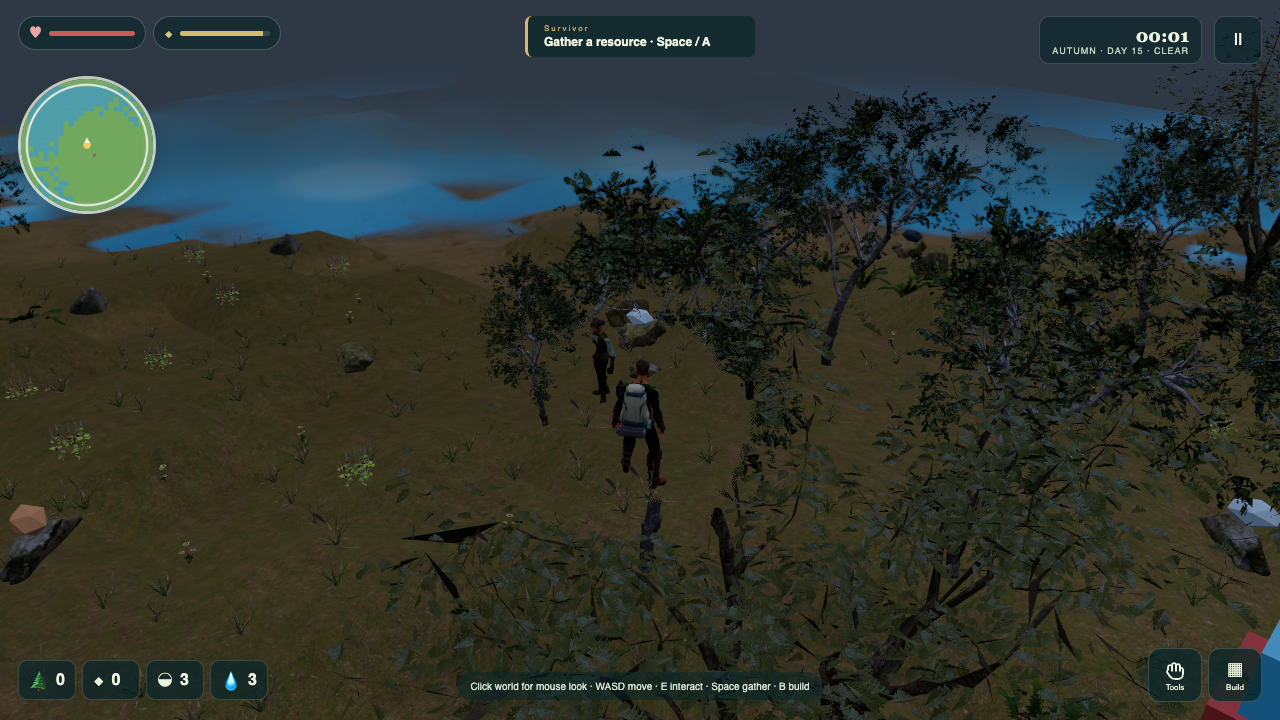 Survivor
Gather a resource · Space / A
00:01
AUTUMN · DAY 15 · CLEAR
0
0
3
3
Click world for mouse look · WASD move · E interact · Space gather · B build
Tools
Build